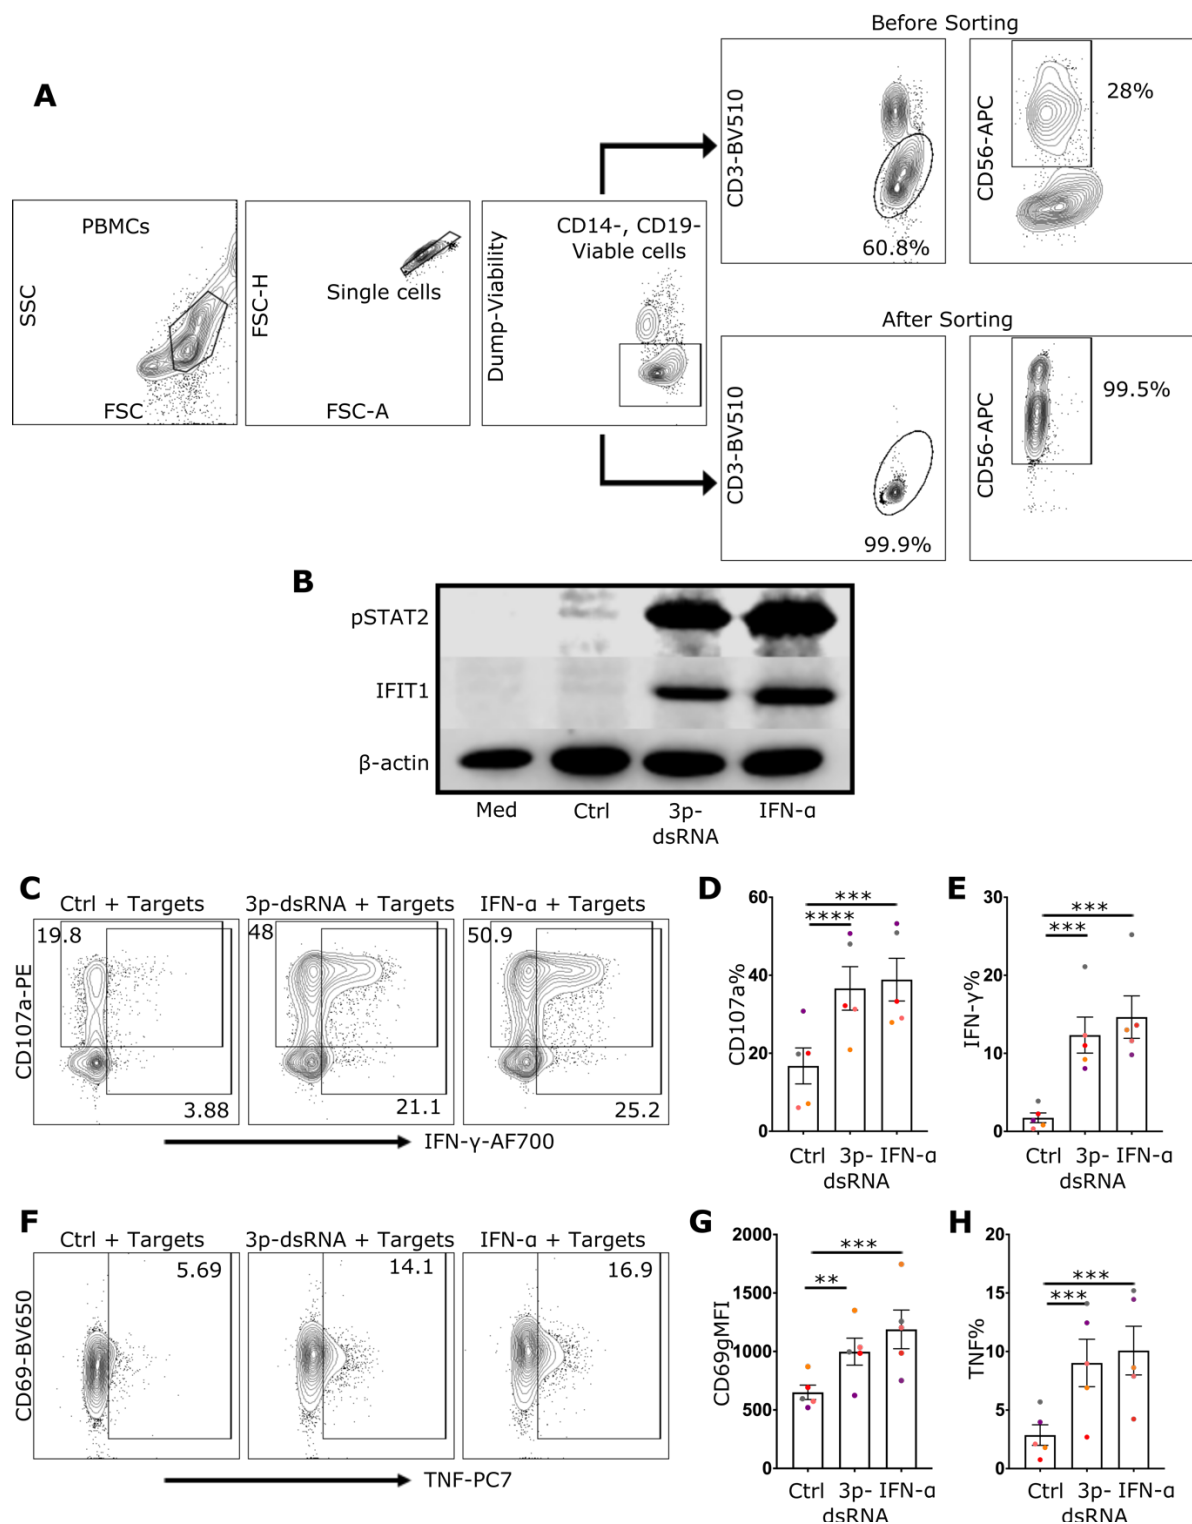 A
Before Sorting
CD3-BV510
60.8%
CD56-APC
28%
PBMCs
SSC
FSC
Single cells
FSC-H
FSC-A
CD14-, CD19-
Viable cells
Dump-Viability
After Sorting
CD3-BV510
99.9%
CD56-APC
99.5%
B
pSTAT2
IFIT1
β-actin
Med
Ctrl
3p-
dsRNA
IFN-α
C
Ctrl + Targets
3p-dsRNA + Targets
IFN-α + Targets
19.8
3.88
48
21.1
50.9
25.2
CD107a-PE
IFN-γ-AF700
D
CD107a%
60
40
20
0
***
****
Ctrl
3p-
dsRNA
IFN-α
E
IFN-γ%
30
20
10
0
***
***
Ctrl
3p-
dsRNA
IFN-α
F
Ctrl + Targets
3p-dsRNA + Targets
IFN-α + Targets
5.69
14.1
16.9
CD69-BV650
TNF-PC7
G
CD69gMFI
2000
1500
1000
500
0
***
**
Ctrl
3p-
dsRNA
IFN-α
H
TNF%
20
15
10
5
0
***
***
Ctrl
3p-
dsRNA
IFN-α